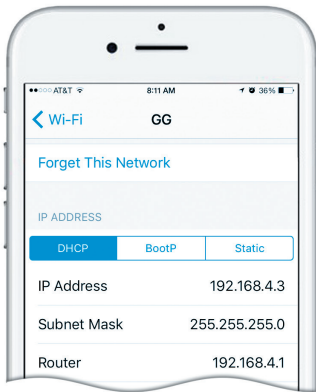 AT&T 8:11 AM 36%
Wi-Fi GG
Forget This Network
IP ADDRESS
DHCP BootP Static
IP Address 192.168.4.3
Subnet Mask 255.255.255.0
Router 192.168.4.1